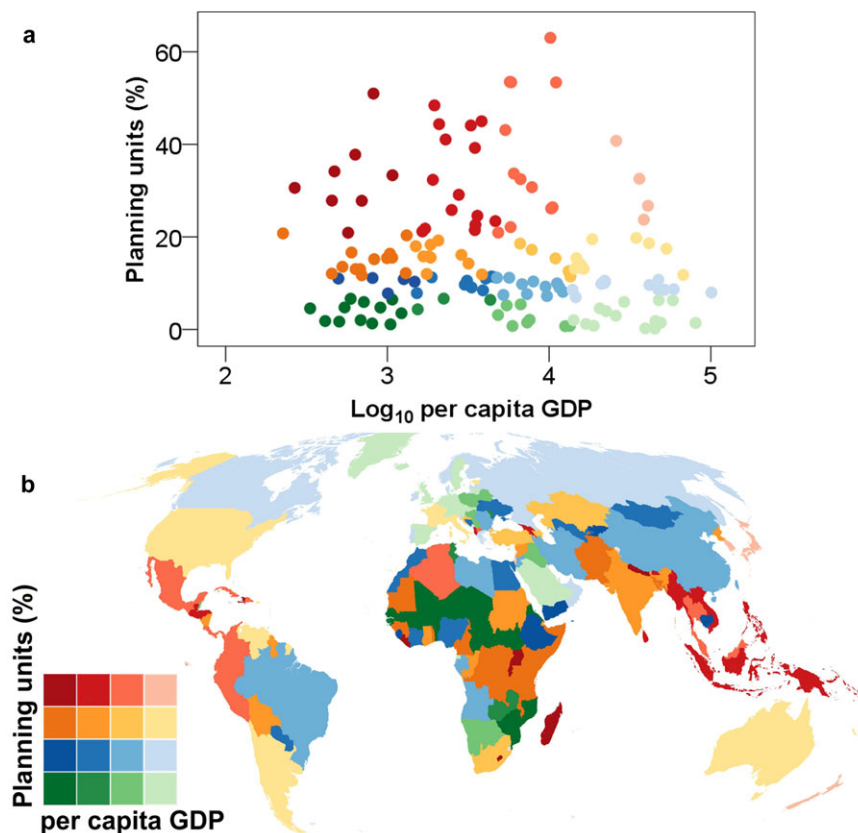 a
Planning units (%)
60
40
20
0
2
3
4
5
Log₁₀ per capita GDP
b
Planning units (%)
per capita GDP